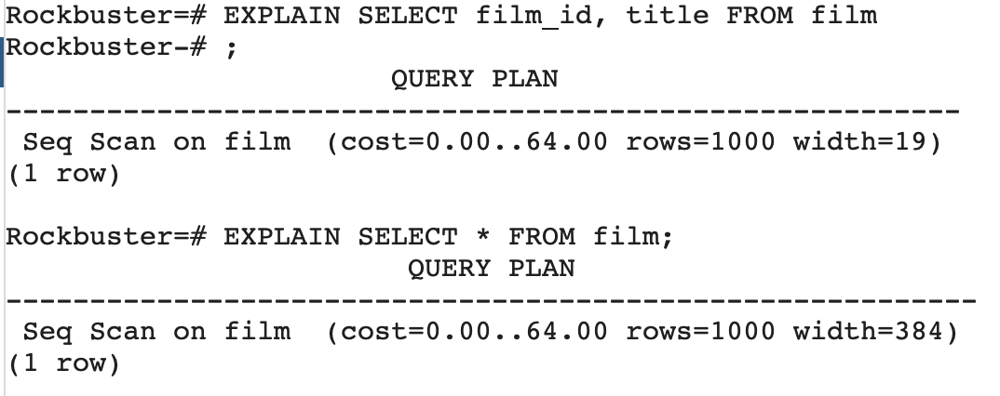 Rockbuster=# EXPLAIN SELECT film_id, title FROM film
Rockbuster-# ;
QUERY PLAN
---------------------------------------------------------
Seq Scan on film  (cost=0.00..64.00 rows=1000 width=19)
(1 row)
Rockbuster=# EXPLAIN SELECT * FROM film;
QUERY PLAN
----------------------------------------------------------
Seq Scan on film  (cost=0.00..64.00 rows=1000 width=384)
(1 row)